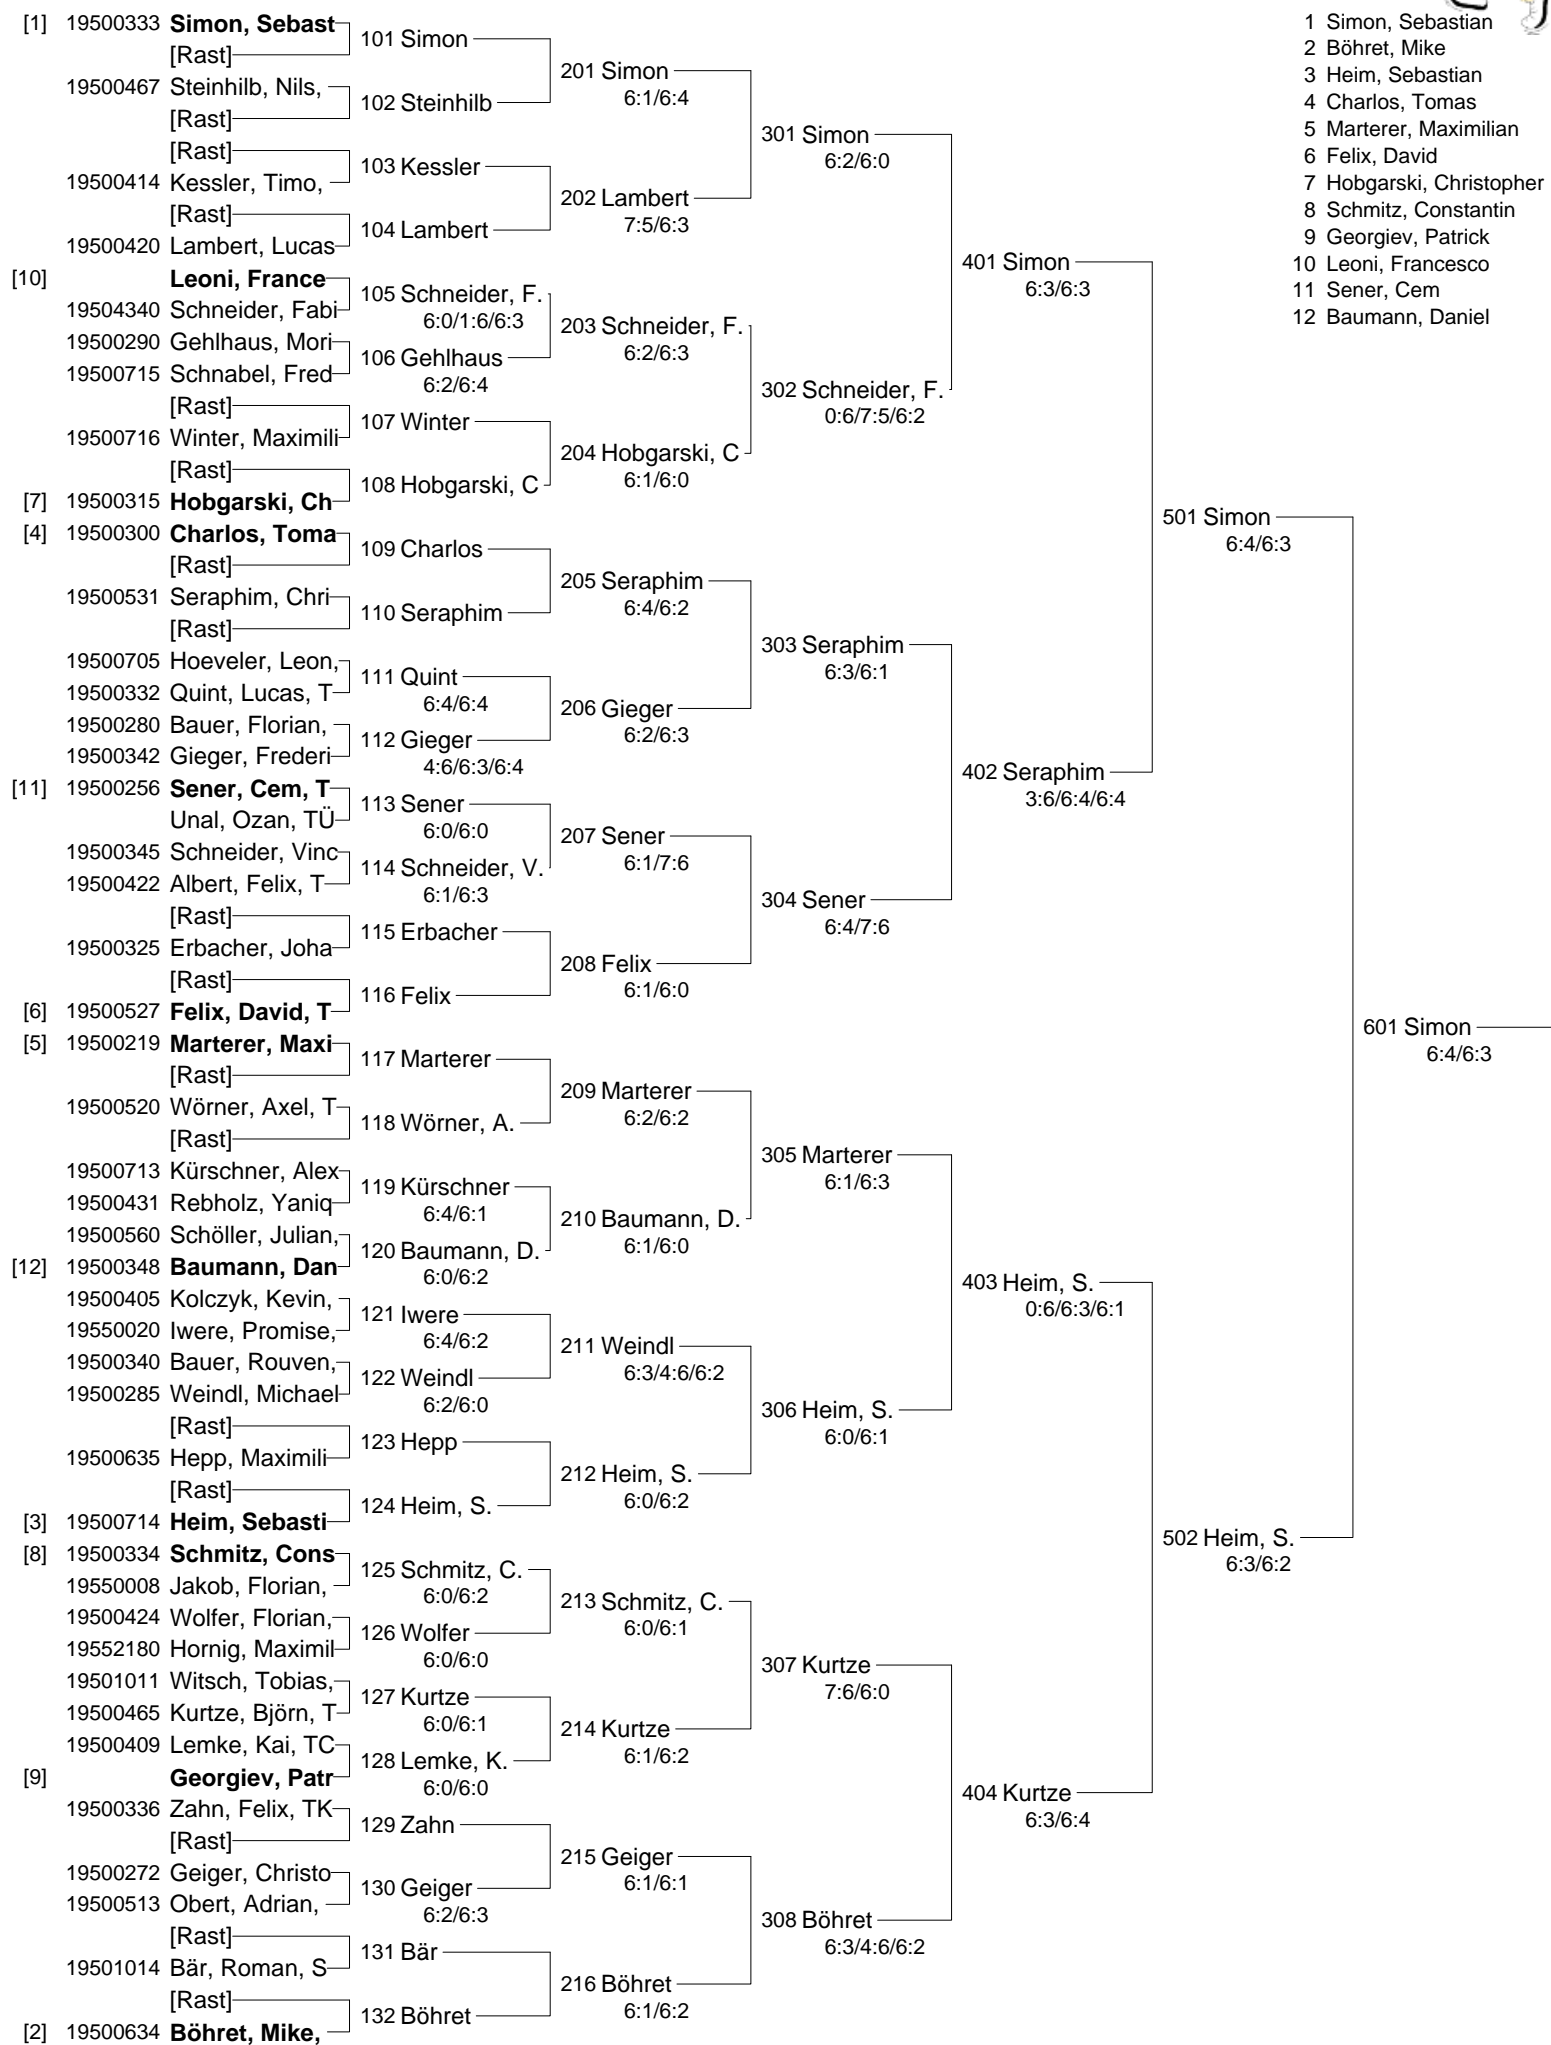 [1] 19500333 Simon, Sebast
[Rast]
19500467 Steinhilb, Nils,
[Rast]
[Rast]
19500414 Kessler, Timo,
[Rast]
19500420 Lambert, Lucas
[10] Leoni, France
19504340 Schneider, Fabi
19500290 Gehlhaus, Mori
19500715 Schnabel, Fred
[Rast]
19500716 Winter, Maximili
[Rast]
[7] 19500315 Hobgarski, Ch
[4] 19500300 Charlos, Toma
[Rast]
19500531 Seraphim, Chri
[Rast]
19500705 Hoeveler, Leon,
19500332 Quint, Lucas, T
19500280 Bauer, Florian,
19500342 Gieger, Frederi
[11] 19500256 Sener, Cem, T
Unal, Ozan, TÜ
19500345 Schneider, Vinc
19500422 Albert, Felix, T
[Rast]
19500325 Erbacher, Joha
[Rast]
[6] 19500527 Felix, David, T
[5] 19500219 Marterer, Maxi
[Rast]
19500520 Wörner, Axel, T
[Rast]
19500713 Kürschner, Alex
19500431 Rebholz, Yaniq
19500560 Schöller, Julian,
[12] 19500348 Baumann, Dan
19500405 Kolczyk, Kevin,
19550020 Iwere, Promise,
19500340 Bauer, Rouven,
19500285 Weindl, Michael
[Rast]
19500635 Hepp, Maximili
[Rast]
[3] 19500714 Heim, Sebasti
[8] 19500334 Schmitz, Cons
19550008 Jakob, Florian,
19500424 Wolfer, Florian,
19552180 Hornig, Maximil
19501011 Witsch, Tobias,
19500465 Kurtze, Björn, T
19500409 Lemke, Kai, TC
[9] Georgiev, Patr
19500336 Zahn, Felix, TK
[Rast]
19500272 Geiger, Christo
19500513 Obert, Adrian,
[Rast]
19501014 Bär, Roman, S
[Rast]
[2] 19500634 Böhret, Mike,
101 Simon
102 Steinhilb
103 Kessler
104 Lambert
105 Schneider, F.
6:0/1:6/6:3
106 Gehlhaus
6:2/6:4
107 Winter
108 Hobgarski, C
109 Charlos
110 Seraphim
111 Quint
6:4/6:4
112 Gieger
4:6/6:3/6:4
113 Sener
6:0/6:0
114 Schneider, V.
6:1/6:3
115 Erbacher
116 Felix
117 Marterer
118 Wörner, A.
119 Kürschner
6:4/6:1
120 Baumann, D.
6:0/6:2
121 Iwere
6:4/6:2
122 Weindl
6:2/6:0
123 Hepp
124 Heim, S.
125 Schmitz, C.
6:0/6:2
126 Wolfer
6:0/6:0
127 Kurtze
6:0/6:1
128 Lemke, K.
6:0/6:0
129 Zahn
130 Geiger
6:2/6:3
131 Bär
132 Böhret
201 Simon
6:1/6:4
202 Lambert
7:5/6:3
203 Schneider, F.
6:2/6:3
204 Hobgarski, C
6:1/6:0
205 Seraphim
6:4/6:2
206 Gieger
6:2/6:3
207 Sener
6:1/7:6
208 Felix
6:1/6:0
209 Marterer
6:2/6:2
210 Baumann, D.
6:1/6:0
211 Weindl
6:3/4:6/6:2
212 Heim, S.
6:0/6:2
213 Schmitz, C.
6:0/6:1
214 Kurtze
6:1/6:2
215 Geiger
6:1/6:1
216 Böhret
6:1/6:2
301 Simon
6:2/6:0
302 Schneider, F.
0:6/7:5/6:2
303 Seraphim
6:3/6:1
304 Sener
6:4/7:6
305 Marterer
6:1/6:3
306 Heim, S.
6:0/6:1
307 Kurtze
7:6/6:0
308 Böhret
6:3/4:6/6:2
401 Simon
6:3/6:3
402 Seraphim
3:6/6:4/6:4
403 Heim, S.
0:6/6:3/6:1
404 Kurtze
6:3/6:4
501 Simon
6:4/6:3
502 Heim, S.
6:3/6:2
601 Simon
6:4/6:3
1 Simon, Sebastian
2 Böhret, Mike
3 Heim, Sebastian
4 Charlos, Tomas
5 Marterer, Maximilian
6 Felix, David
7 Hobgarski, Christopher
8 Schmitz, Constantin
9 Georgiev, Patrick
10 Leoni, Francesco
11 Sener, Cem
12 Baumann, Daniel